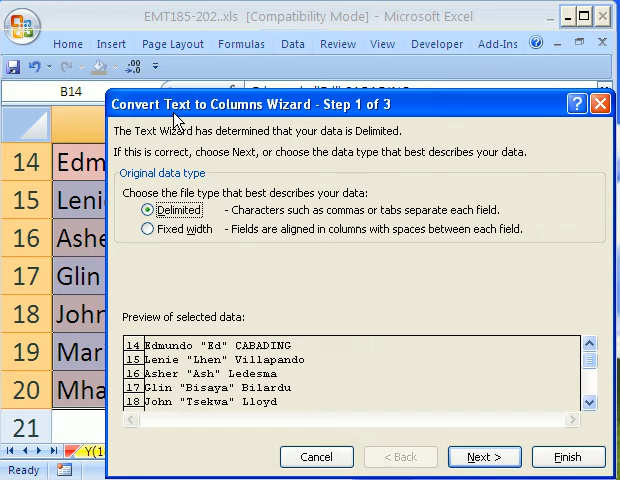 EMT185-202..xls [Compatibility Mode] - Microsoft Excel
Home Insert Page Layout Formulas Data Review View Developer Add-Ins
B14
Convert Text to Columns Wizard - Step 1 of 3
The Text Wizard has determined that your data is Delimited.
If this is correct, choose Next, or choose the data type that best describes your data.
Original data type
Choose the file type that best describes your data:
Delimited - Characters such as commas or tabs separate each field.
Fixed width - Fields are aligned in columns with spaces between each field.
Preview of selected data:
14 Edmundo "Ed" CABADING
15 Lenie "Lhen" Villapando
16 Asher "Ash" Ledesma
17 Glin "Bisaya" Bilardu
18 John "Tsekwa" Lloyd
Cancel < Back Next > Finish
14 Edm
15 Leni
16 Ashe
17 Glin
18 John
19 Mar
20 Mha
21
Y(1
Ready